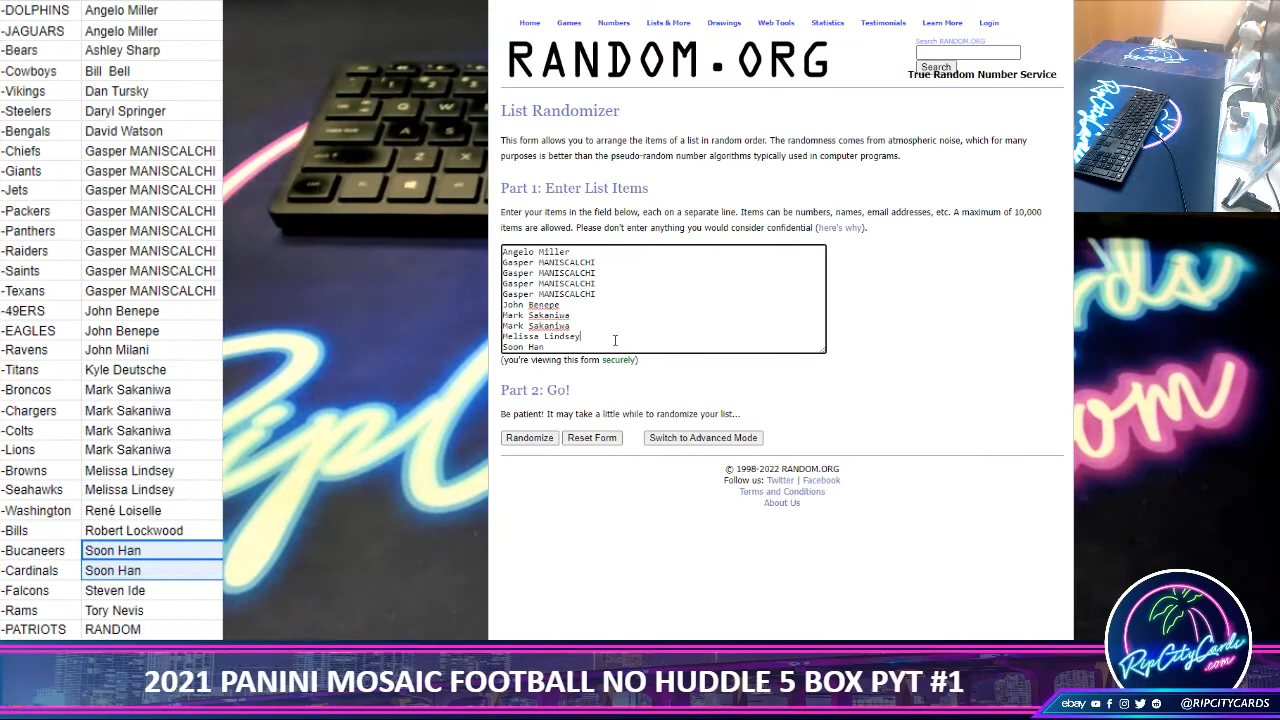 -DOLPHINS Angelo Miller
-JAGUARS Angelo Miller
-Bears Ashley Sharp
-Cowboys Bill Bell
-Vikings Dan Tursky
-Steelers Daryl Springer
-Bengals David Watson
-Chiefs Gasper MANISCALCHI
-Giants Gasper MANISCALCHI
-Jets Gasper MANISCALCHI
-Packers Gasper MANISCALCHI
-Panthers Gasper MANISCALCHI
-Raiders Gasper MANISCALCHI
-Saints Gasper MANISCALCHI
-Texans Gasper MANISCALCHI
-49ERS John Benepe
-EAGLES John Benepe
-Ravens John Milani
-Titans Kyle Deutsche
-Broncos Mark Sakaniwa
-Chargers Mark Sakaniwa
-Colts Mark Sakaniwa
-Lions Mark Sakaniwa
-Browns Melissa Lindsey
-Seahawks Melissa Lindsey
-Washington René Loiselle
-Bills Robert Lockwood
-Bucaneers Soon Han
-Cardinals Soon Han
-Falcons Steven Ide
-Rams Tory Nevis
-PATRIOTS RANDOM
Home Games Numbers Lists & More Drawings Web Tools Statistics Testimonials Learn More Login
RANDOM.ORG
Search RANDOM.ORG
Search
True Random Number Service
List Randomizer
This form allows you to arrange the items of a list in random order. The randomness comes from atmospheric noise, which for many
purposes is better than the pseudo-random number algorithms typically used in computer programs.
Part 1: Enter List Items
Enter your items in the field below, each on a separate line. Items can be numbers, names, email addresses, etc. A maximum of 10,000
items are allowed. Please don't enter anything you would consider confidential (here's why).
Angelo Miller
Gasper MANISCALCHI
Gasper MANISCALCHI
Gasper MANISCALCHI
Gasper MANISCALCHI
John Benepe
Mark Sakaniwa
Mark Sakaniwa
Melissa Lindsey
Soon Han
(you're viewing this form securely)
Part 2: Go!
Be patient! It may take a little while to randomize your list...
Randomize Reset Form Switch to Advanced Mode
© 1998-2022 RANDOM.ORG
Follow us: Twitter | Facebook
Terms and Conditions
About Us
2021 PANINI MOSAIC FOOTBALL NO HUDDLE 5 BOX PYT #1
RipCityCards
.com
ebay @RIPCITYCARDS